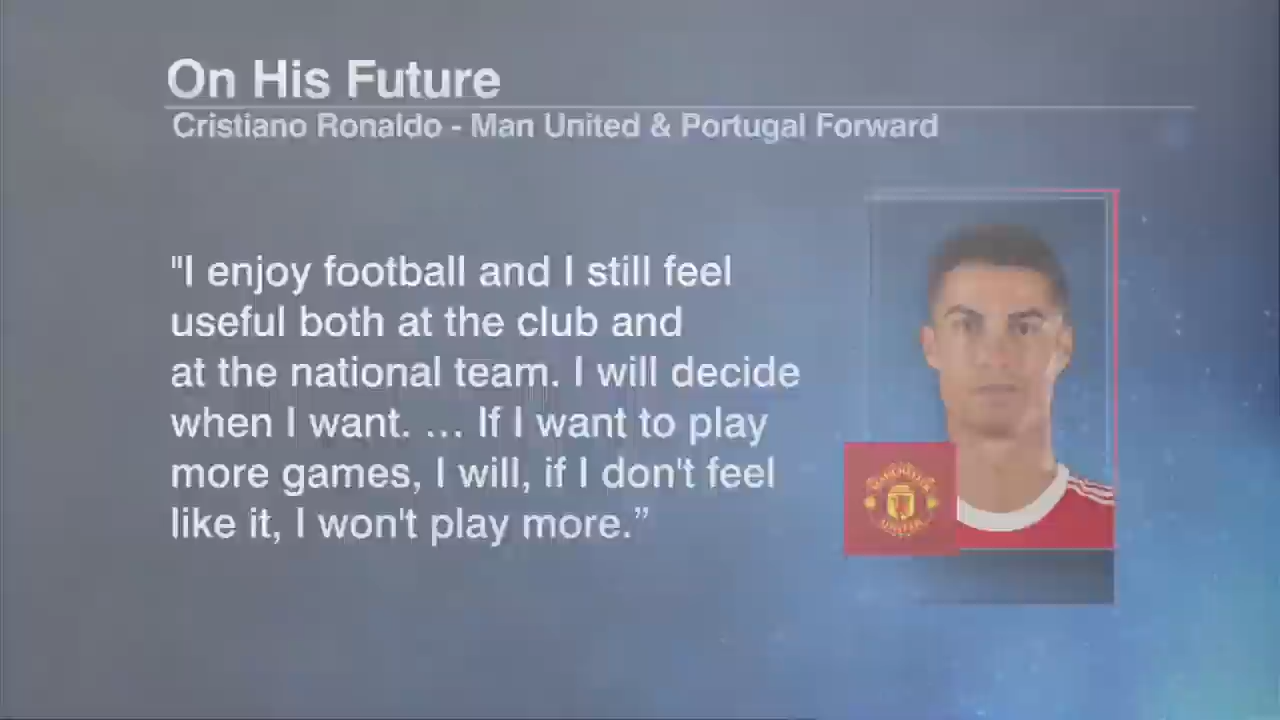 On His Future
Cristiano Ronaldo - Man United & Portugal Forward
"I enjoy football and I still feel
useful both at the club and
at the national team. I will decide
when I want. ... If I want to play
more games, I will, if I don't feel
like it, I won't play more.”
MANCHESTER
UNITED